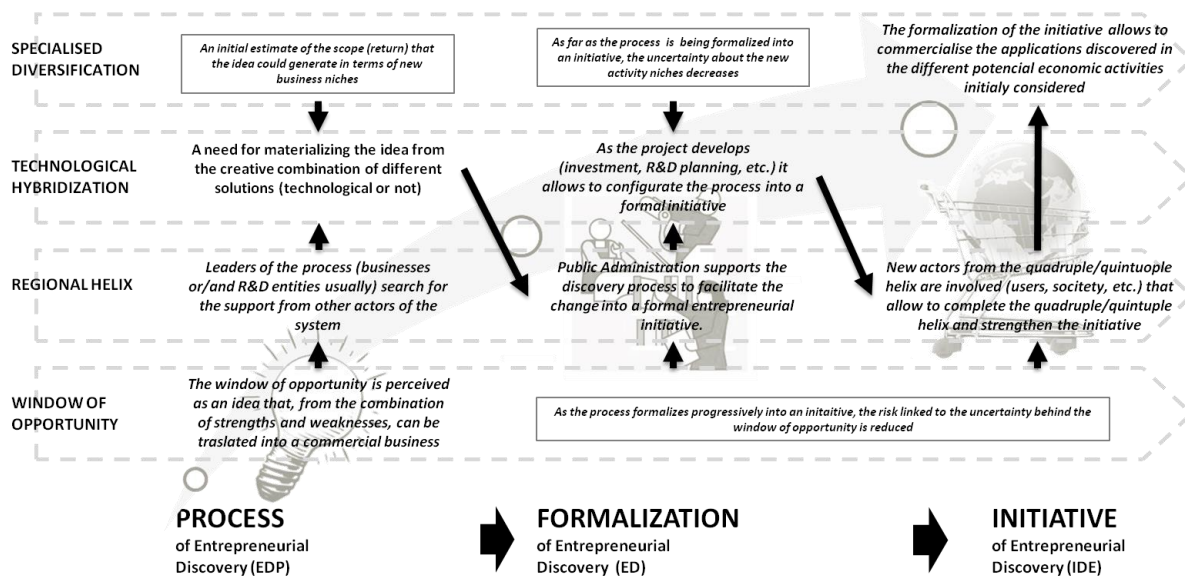 SPECIALISED
DIVERSIFICATION
An initial estimate of the scope (return) that
the idea could generate in terms of new
business niches
As far as the process is being formalized into
an initiative, the uncertainty about the new
activity niches decreases
The formalization of the initiative allows to
commercialise the applications discovered in
the different potencial economic activities
initialy considered
TECHNOLOGICAL
HYBRIDIZATION
A need for materializing the idea from
the creative combination of different
solutions (technological or not)
As the project develops
(investment, R&D planning, etc.) it
allows to configurate the process into a
formal initiative
REGIONAL HELIX
Leaders of the process (businesses
or/and R&D entities usually) search for
the support from other actors of the
system
Public Administration supports the
discovery process to facilitate the
change into a formal entrepreneurial
initiative.
New actors from the quadruple/quintuople
helix are involved (users, socitety, etc.) that
allow to complete the quadruple/quintuple
helix and strengthen the initiative
WINDOW OF
OPPORTUNITY
The window of opportunity is perceived
as an idea that, from the combination
of strengths and weaknesses, can be
traslated into a commercial business
As the process formalizes progressively into an initaitive, the risk linked to the uncertainty behind the
window of opportunity is reduced
PROCESS
of Entrepreneurial
Discovery (EDP)
FORMALIZATION
of Entrepreneurial
Discovery (ED)
INITIATIVE
of Entrepreneurial
Discovery (IDE)